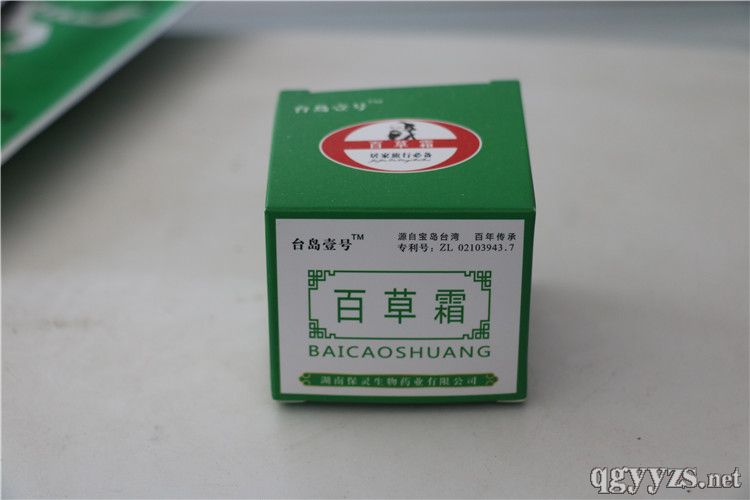 台岛壹号™
百草霜
居家旅行必备
台岛壹号™
源自宝岛台湾 百年传承
专利号: ZL 02103943.7
百草霜
BAICAOSHUANG
湖南保灵生物药业有限公司
qgyyzs.net